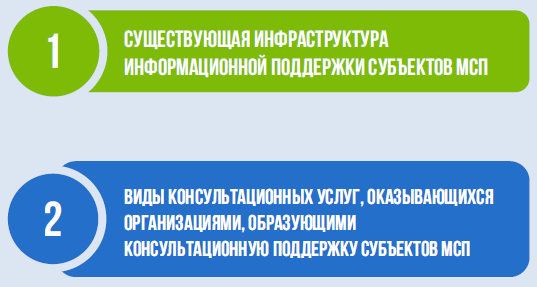 1
СУЩЕСТВУЮЩАЯ ИНФРАСТРУКТУРА
ИНФОРМАЦИОННОЙ ПОДДЕРЖКИ СУБЪЕКТОВ МСП
2
ВИДЫ КОНСУЛЬТАЦИОННЫХ УСЛУГ, ОКАЗЫВАЮЩИХСЯ
ОРГАНИЗАЦИЯМИ, ОБРАЗУЮЩИМИ
КОНСУЛЬТАЦИОННУЮ ПОДДЕРЖКУ СУБЪЕКТОВ МСП